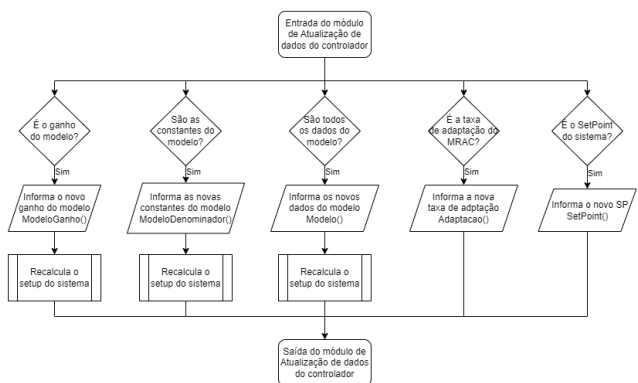 Entrada do módulo
de Atualização de
dados do controlador
É o ganho
do modelo?
São as
constantes do
modelo?
São todos
os dados do
modelo?
É a taxa
de adaptação do
MRAC?
É o SetPoint
do sistema?
Sim
Sim
Sim
Sim
Sim
Informa o novo
ganho do modelo
ModeloGanho()
Informa as novas
constantes do modelo
ModeloDenominador()
Informa os novos
dados do modelo
Modelo()
Informa a nova
taxa de adptação
Adaptacao()
Informa o novo SP
SetPoint()
Recalcula o
setup do sistema
Recalcula o
setup do sistema
Recalcula o
setup do sistema
Saída do módulo de
Atualização de dados
do controlador